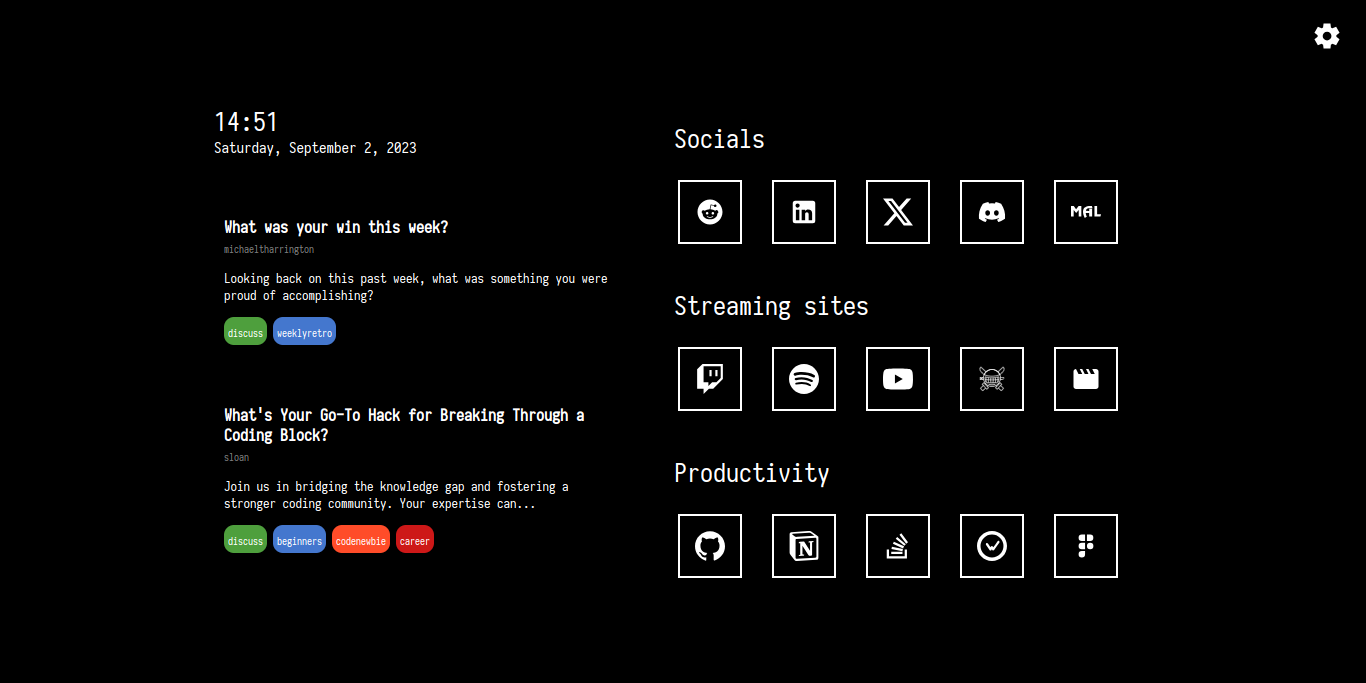 14:51
Saturday, September 2, 2023
What was your win this week?
michaeltharrington
Looking back on this past week, what was something you were
proud of accomplishing?
discuss weeklyretro
What's Your Go-To Hack for Breaking Through a
Coding Block?
sloan
Join us in bridging the knowledge gap and fostering a
stronger coding community. Your expertise can...
discuss beginners codenewbie career
Socials
in
MAL
Streaming sites
Productivity
N